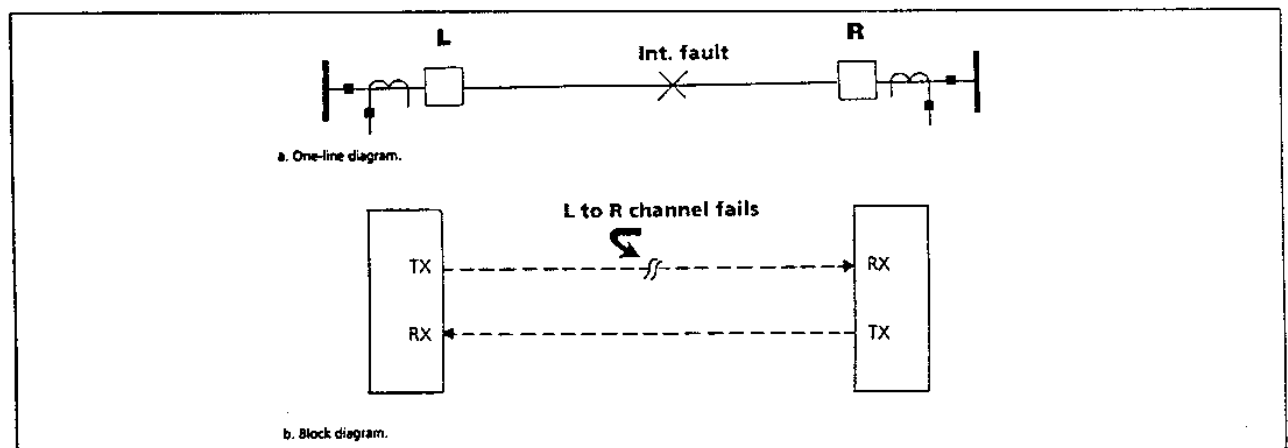 L
R
Int. fault
a. One-line diagram.
L to R channel fails
TX
RX
RX
TX
b. Block diagram.